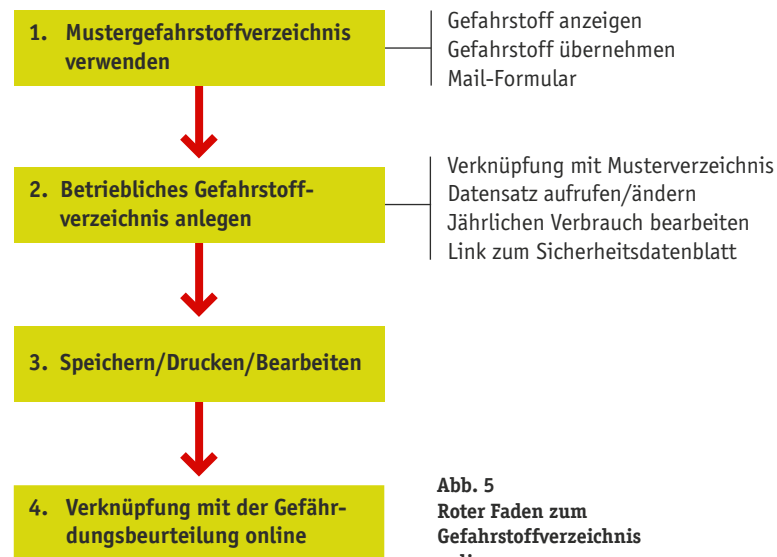 1. Mustergefahrstoffverzeichnis
verwenden
Gefahrstoff anzeigen
Gefahrstoff übernehmen
Mail-Formular
2. Betriebliches Gefahrstoff-
verzeichnis anlegen
Verknüpfung mit Musterverzeichnis
Datensatz aufrufen/ändern
Jährlichen Verbrauch bearbeiten
Link zum Sicherheitsdatenblatt
3. Speichern/Drucken/Bearbeiten
4. Verknüpfung mit der Gefähr-
dungsbeurteilung online
Abb. 5
Roter Faden zum
Gefahrstoffverzeichnis